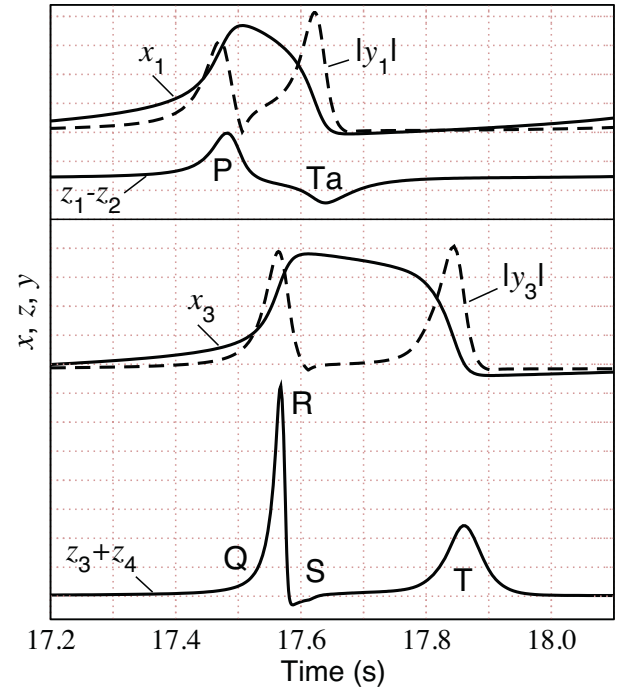 x₁
|y₁|
P
Ta
z₁-z₂
x, z, y
|y₃|
x₃
R
z₃+z₄
Q
S
T
17.2 17.4 17.6 17.8 18.0
Time (s)